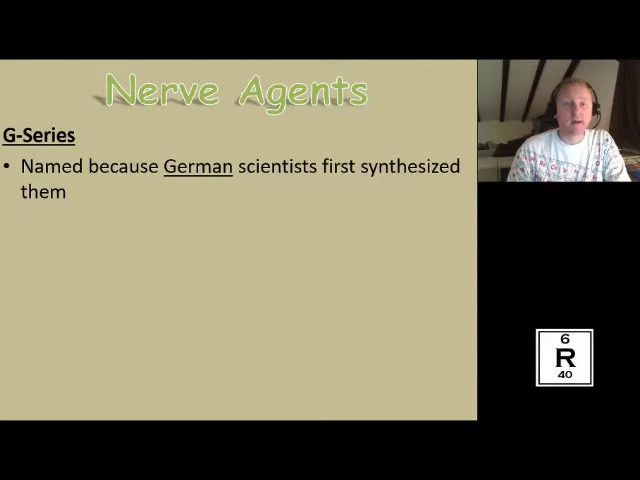 Nerve Agents
G-Series
• Named because German scientists first synthesized
them
6
R
40